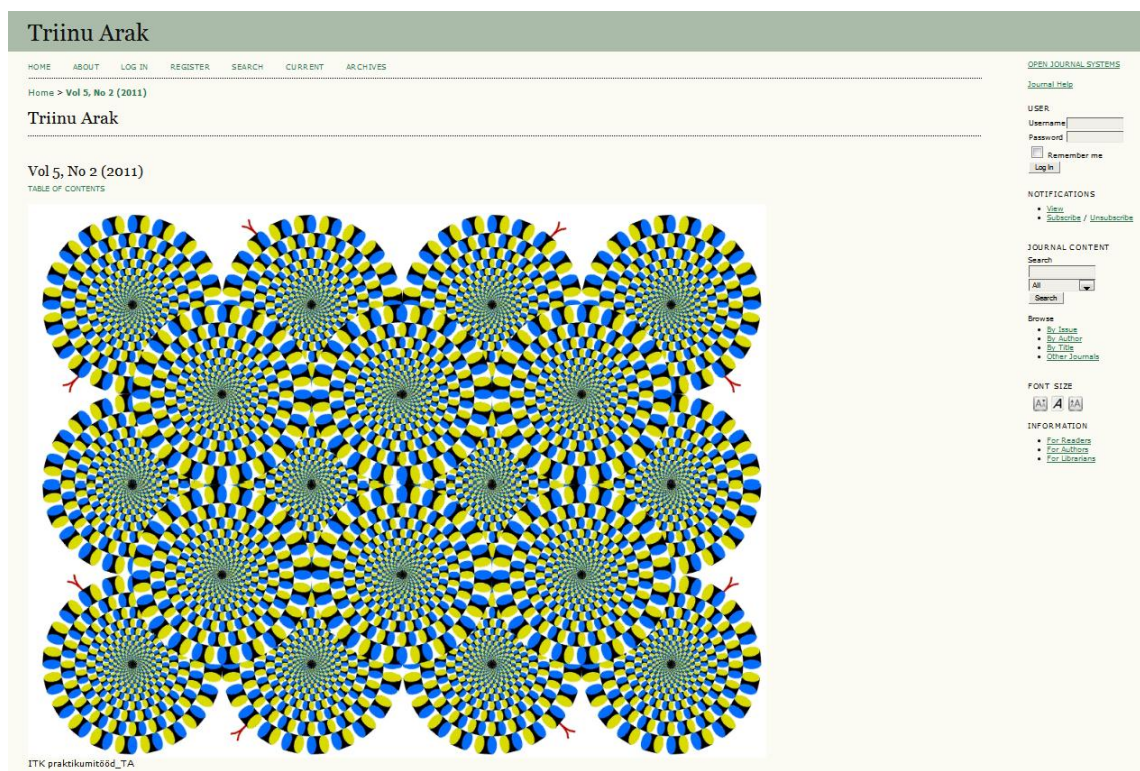 Triinu Arak
HOME ABOUT LOG IN REGISTER SEARCH CURRENT ARCHIVES
Home > Vol 5, No 2 (2011)
Triinu Arak
Vol 5, No 2 (2011)
TABLE OF CONTENTS
ITK praktikumitööd_TA
OPEN JOURNAL SYSTEMS
Journal Help
USER
Username
Password
Remember me
Log In
NOTIFICATIONS
View
Subscribe / Unsubscribe
JOURNAL CONTENT
Search
All
Search
Browse
By Issue
By Author
By Title
Other Journals
FONT SIZE
A A A
INFORMATION
For Readers
For Authors
For Librarians